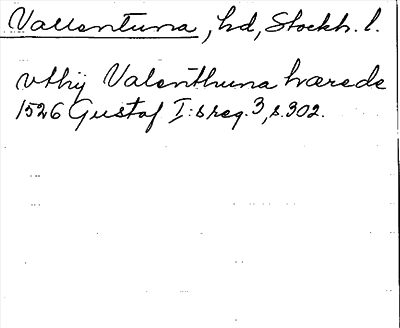 Vallentuna, hd, Stockh. l.
vthij Valenthuna hærede
1526 Gustaf I:s reg. 3, s. 302.